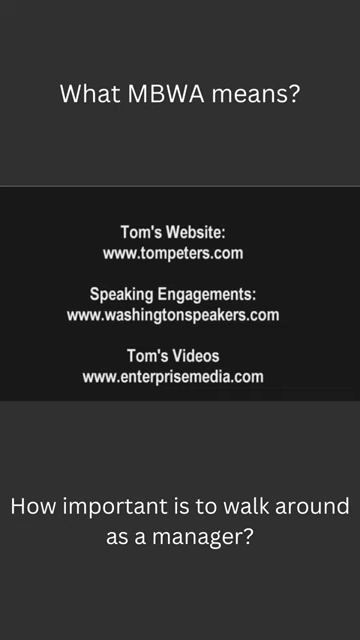 What MBWA means?
Tom's Website:
www.tompeters.com
Speaking Engagements:
www.washingtonspeakers.com
Tom's Videos
www.enterprisemedia.com
How important is to walk around
as a manager?